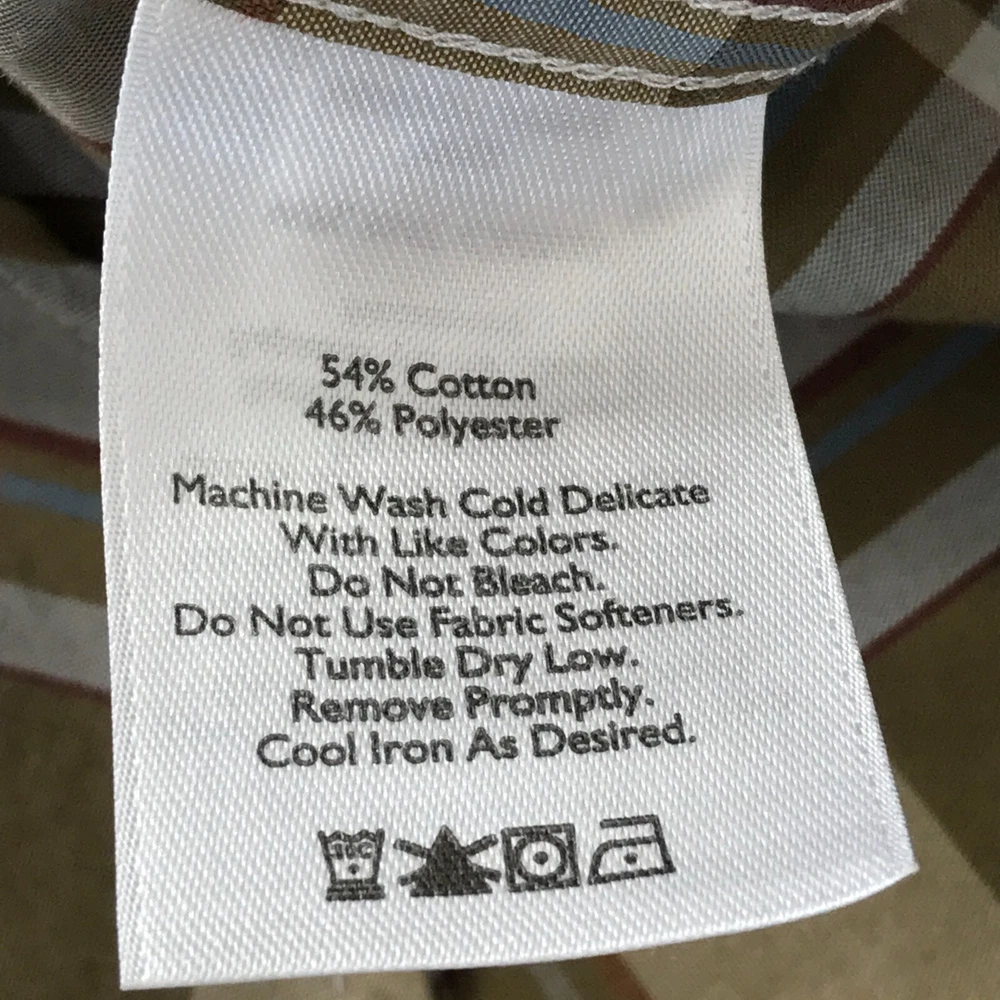 54% Cotton
46% Polyester
Machine Wash Cold Delicate
With Like Colors.
Do Not Bleach.
Do Not Use Fabric Softeners.
Tumble Dry Low.
Remove Promptly.
Cool Iron As Desired.
30C